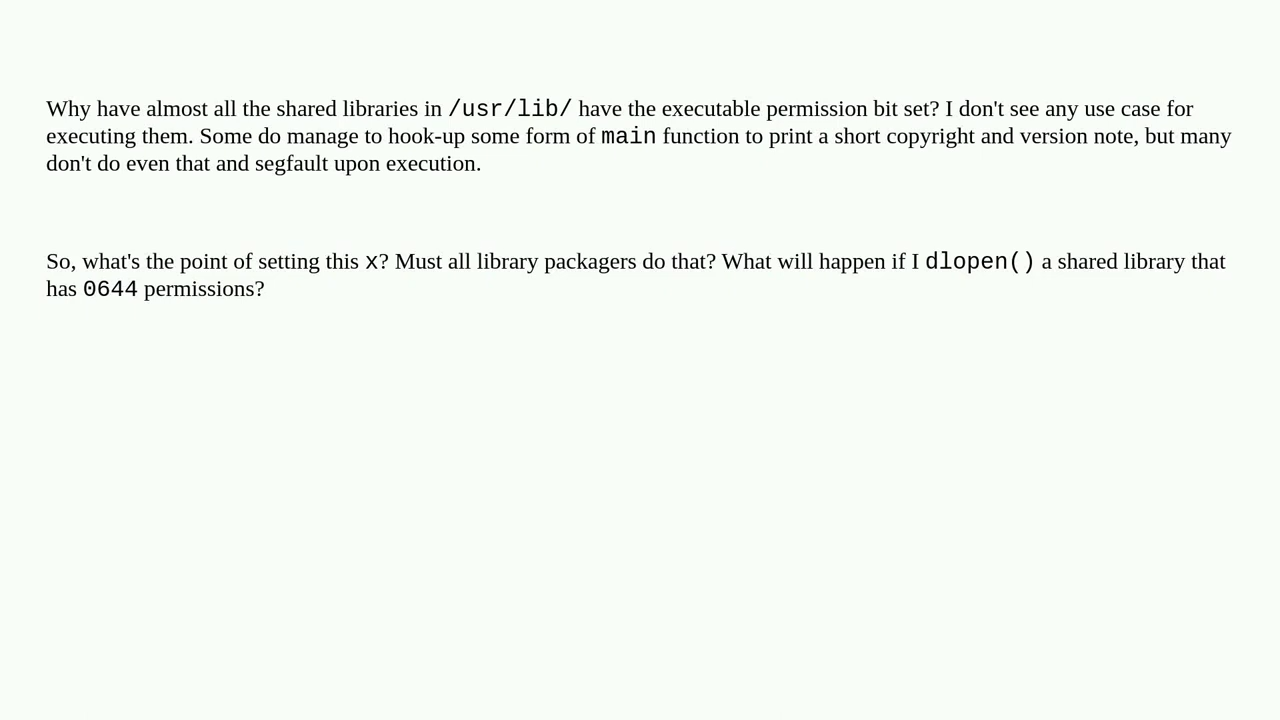 Why have almost all the shared libraries in /usr/lib/ have the executable permission bit set? I don't see any use case for
executing them. Some do manage to hook-up some form of main function to print a short copyright and version note, but many
don't do even that and segfault upon execution.
So, what's the point of setting this x? Must all library packagers do that? What will happen if I dlopen() a shared library that
has 0644 permissions?